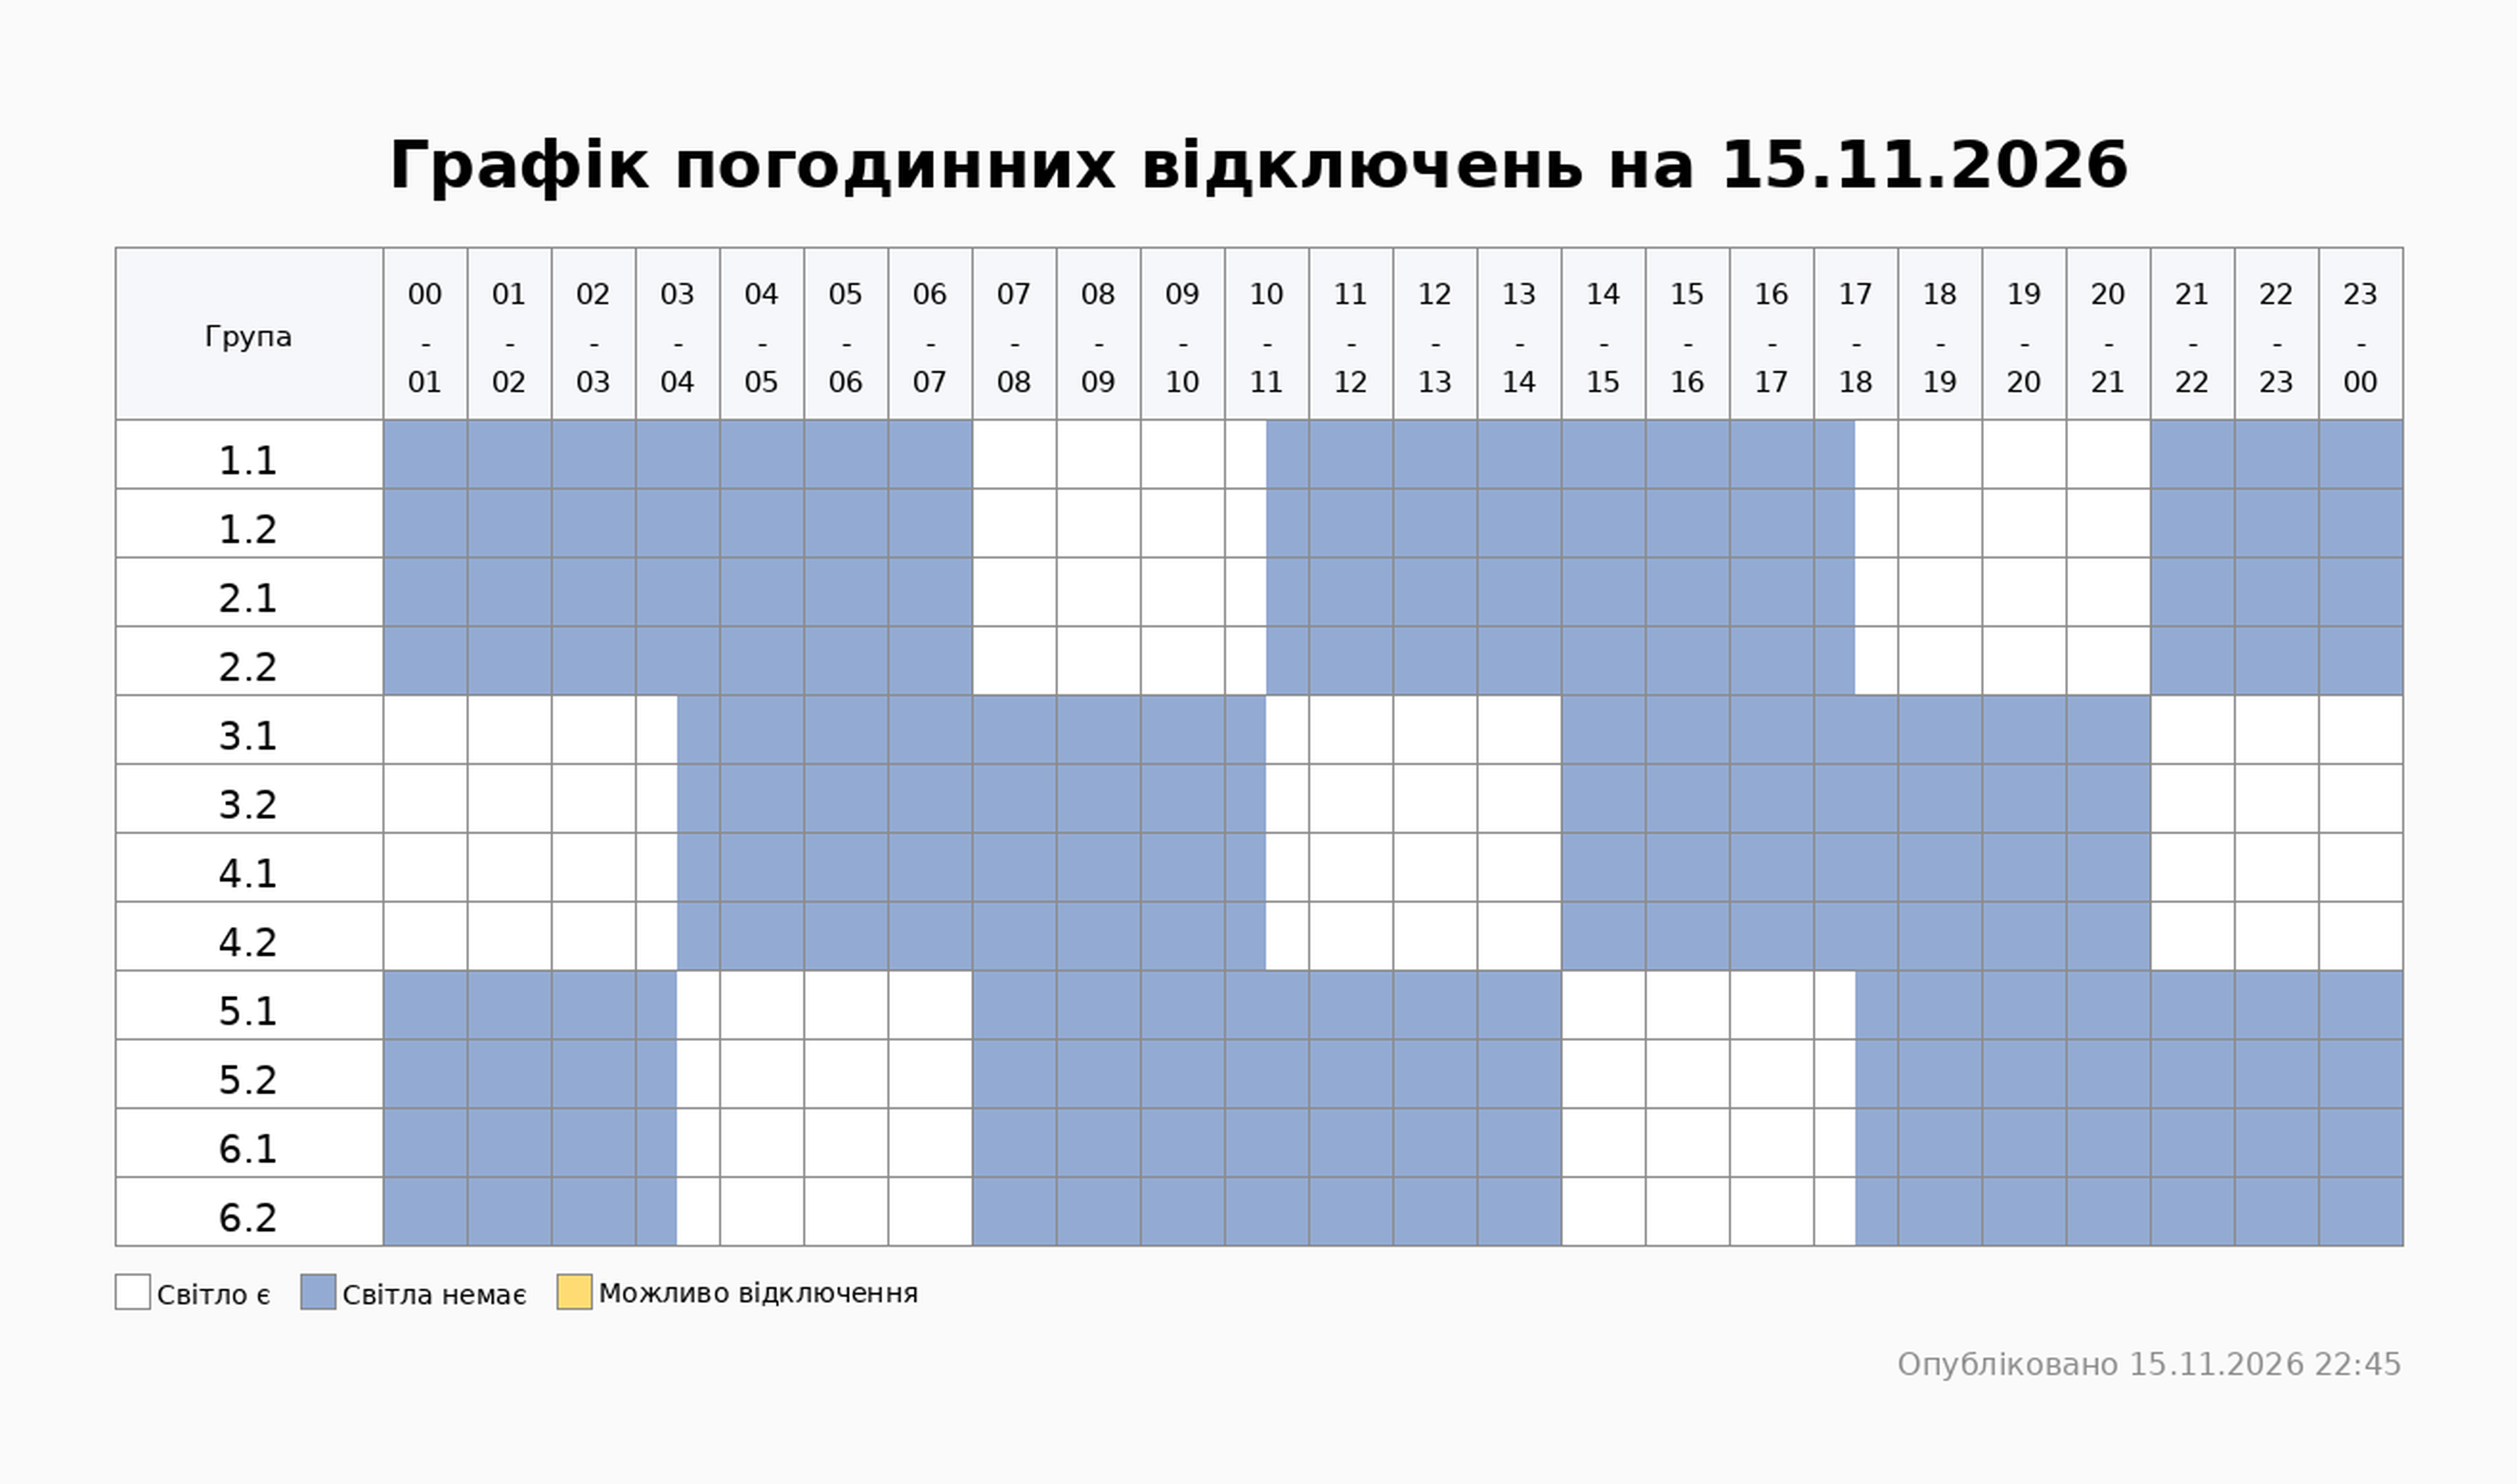 Графік погодинних відключень на 15.11.2026
Група
00 - 01
01 - 02
02 - 03
03 - 04
04 - 05
05 - 06
06 - 07
07 - 08
08 - 09
09 - 10
10 - 11
11 - 12
12 - 13
13 - 14
14 - 15
15 - 16
16 - 17
17 - 18
18 - 19
19 - 20
20 - 21
21 - 22
22 - 23
23 - 00
1.1
1.2
2.1
2.2
3.1
3.2
4.1
4.2
5.1
5.2
6.1
6.2
Світло є
Світла немає
Можливо відключення
Опубліковано 15.11.2026 22:45